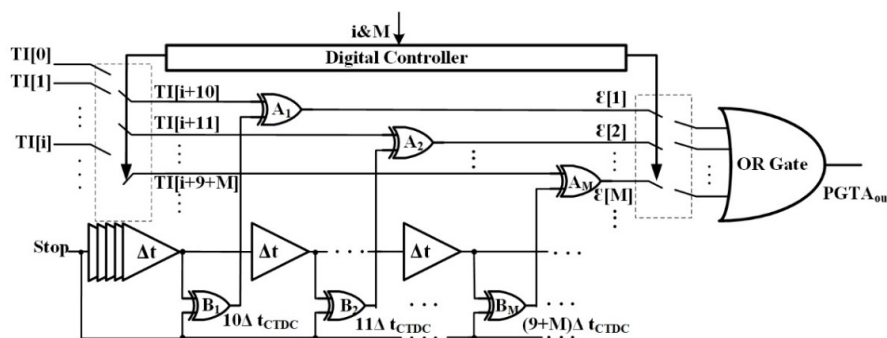 i&M
Digital Controller
TI[0]
TI[1]
TI[i]
TI[i+10]
TI[i+11]
TI[i+9+M]
A1
A2
AM
Ɛ[1]
Ɛ[2]
Ɛ[M]
OR Gate
PGTAou
Stop
Δt
Δt
Δt
B1
B2
BM
10Δ tCTDC
11Δ tCTDC
(9+M)Δ tCTDC